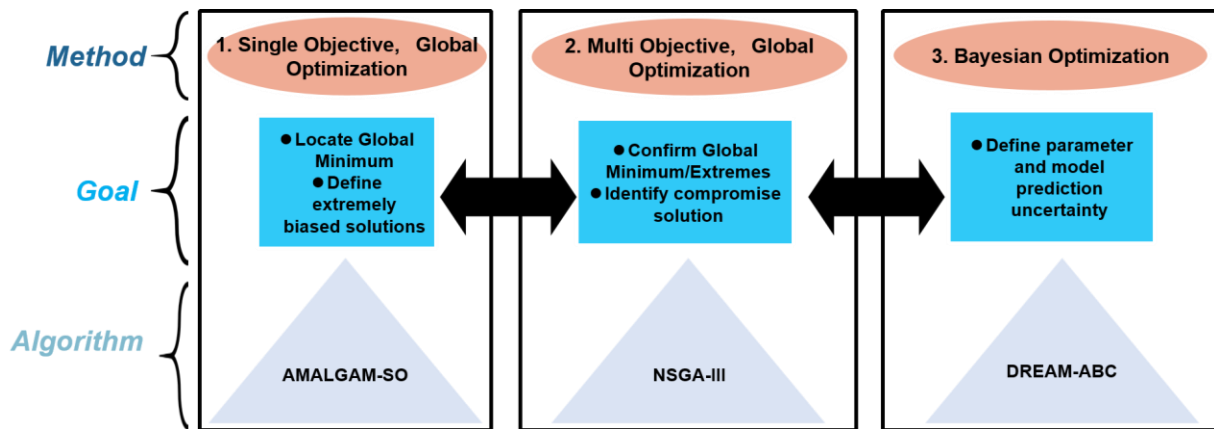 Method
1. Single Objective, Global
Optimization
2. Multi Objective, Global
Optimization
3. Bayesian Optimization
Goal
● Locate Global
Minimum
● Define
extremely
biased solutions
● Confirm Global
Minimum/Extremes
● Identify compromise
solution
● Define parameter
and model
prediction
uncertainty
Algorithm
AMALGAM-SO
NSGA-III
DREAM-ABC